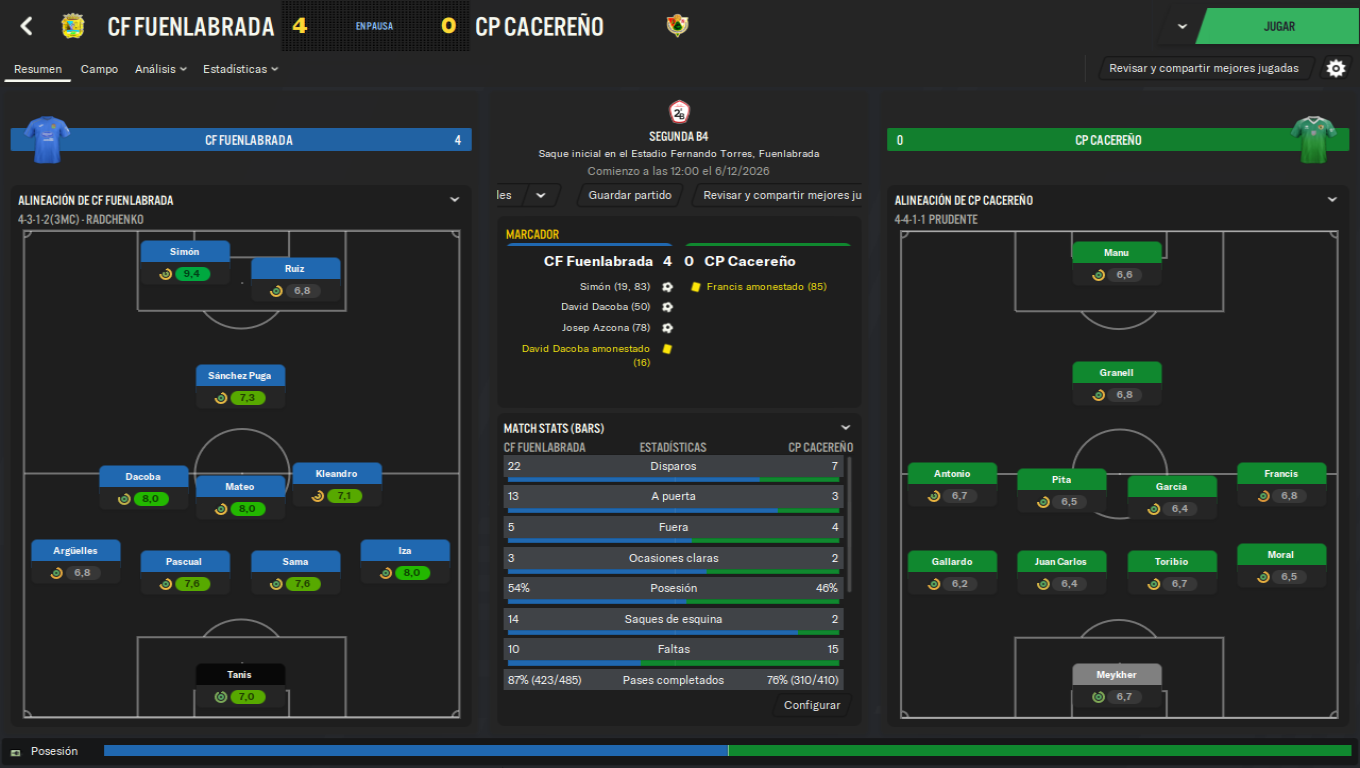 CF FUENLABRADA
4
EN PAUSA
0
CP CACEREÑO
JUGAR
Resumen
Campo
Análisis
Estadísticas
Revisar y compartir mejores jugadas
CF FUENLABRADA
4
2B
SEGUNDA B4
Saque inicial en el Estadio Fernando Torres, Fuenlabrada
Comienzo a las 12:00 el 6/12/2026
les
Guardar partido
Revisar y compartir mejores ju
0
CP CACEREÑO
ALINEACIÓN DE CF FUENLABRADA
4-3-1-2(3MC) - RADCHENKO
Simón
9,4
Ruiz
6,8
Sánchez Puga
7,3
Dacoba
8,0
Mateo
8,0
Kleandro
7,1
Argüelles
6,8
Pascual
7,6
Sama
7,6
Iza
8,0
Tanis
7,0
MARCADOR
CF Fuenlabrada 4 0 CP Cacereño
Simón (19, 83)
Francis amonestado (85)
David Dacoba (50)
Josep Azcona (78)
David Dacoba amonestado
(16)
MATCH STATS (BARS)
CF FUENLABRADA ESTADÍSTICAS CP CACEREÑO
22 Disparos 7
13 A puerta 3
5 Fuera 4
3 Ocasiones claras 2
54% Posesión 46%
14 Saques de esquina 2
10 Faltas 15
87% (423/485) Pases completados 76% (310/410)
Configurar
ALINEACIÓN DE CP CACEREÑO
4-4-1-1 PRUDENTE
Manu
6,6
Granell
6,8
Antonio
6,7
Pita
6,5
Garcia
6,4
Francis
6,8
Gallardo
6,2
Juan Carlos
6,4
Toribio
6,7
Moral
6,5
Meykher
6,7
Posesión